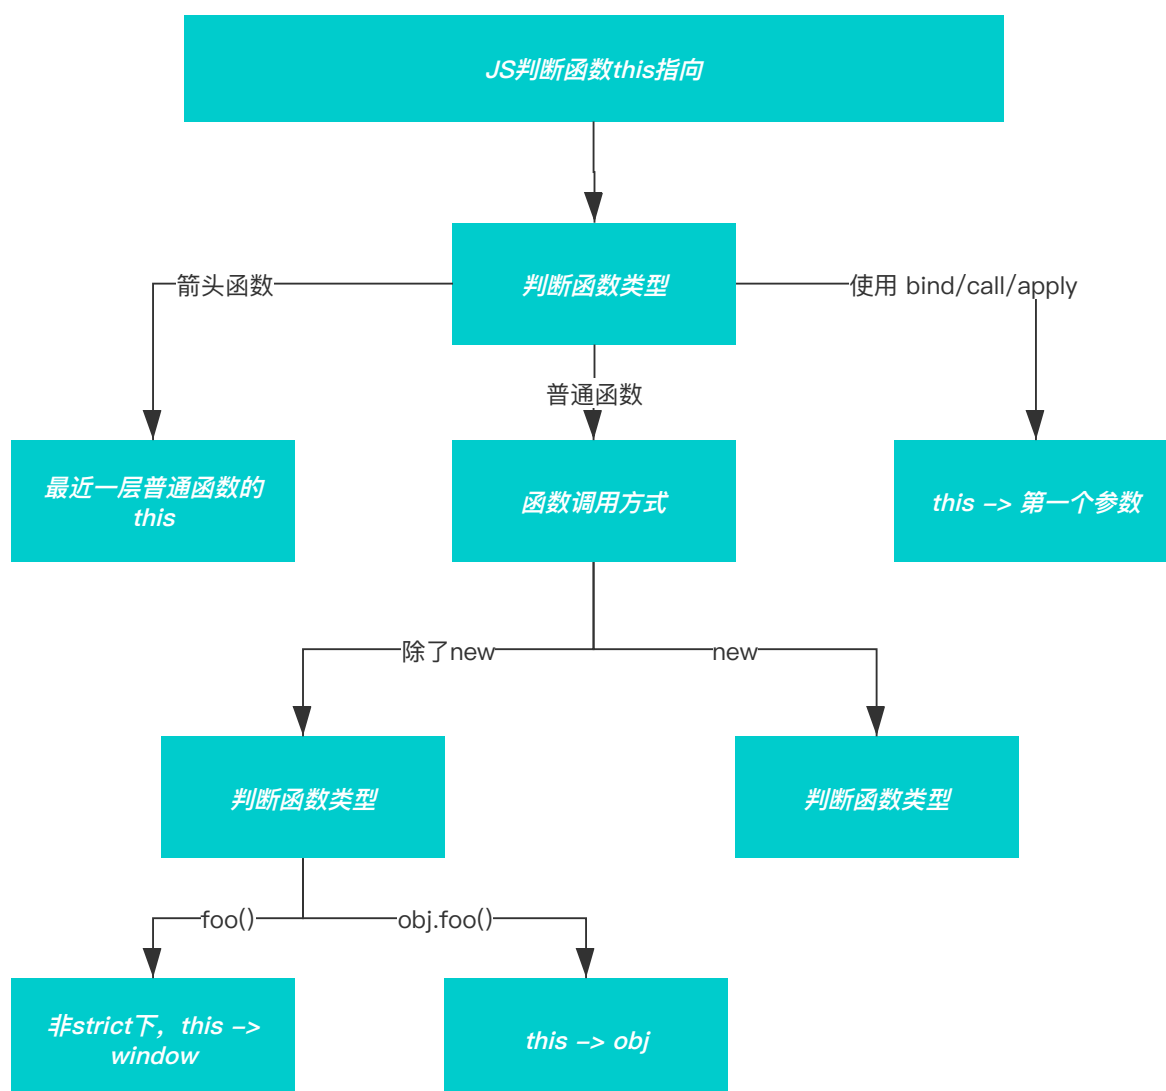 JS判断函数this指向
判断函数类型
箭头函数
使用 bind/call/apply
普通函数
最近一层普通函数的
this
函数调用方式
this -> 第一个参数
除了new
new
判断函数类型
判断函数类型
foo()
obj.foo()
非strict下，this ->
window
this -> obj